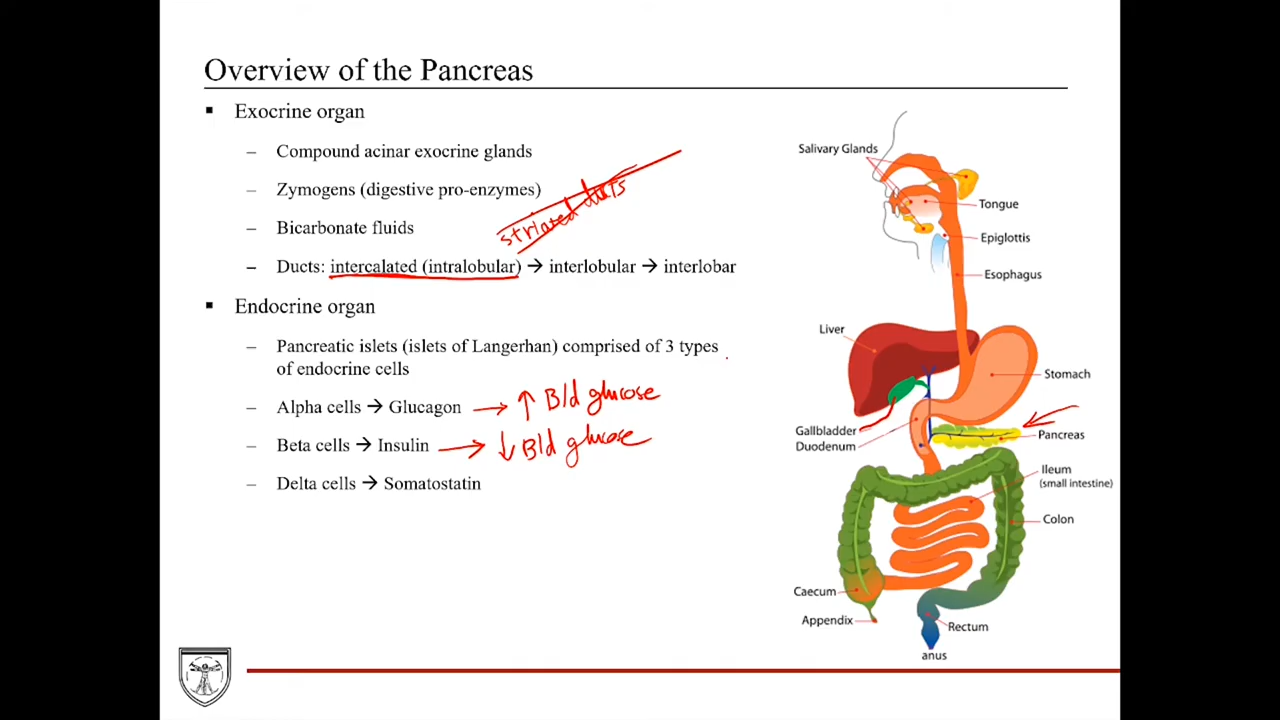 Overview of the Pancreas
▪ Exocrine organ
– Compound acinar exocrine glands
– Zymogens (digestive pro-enzymes)
striated ducts
– Bicarbonate fluids
– Ducts: intercalated (intralobular) → interlobular → interlobar
▪ Endocrine organ
– Pancreatic islets (islets of Langerhan) comprised of 3 types
of endocrine cells
– Alpha cells → Glucagon → ↑ Bld glucose
– Beta cells → Insulin → ↓ Bld glucose
– Delta cells → Somatostatin
Salivary Glands
Tongue
Epiglottis
Esophagus
Liver
Stomach
Gallbladder
Duodenum
Pancreas
Ileum
(small intestine)
Colon
Caecum
Appendix
Rectum
anus